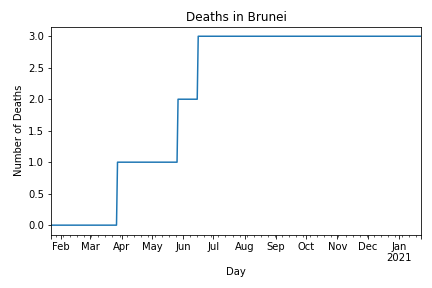 Deaths in Brunei
Number of Deaths
3.0
2.5
2.0
1.5
1.0
0.5
0.0
Feb Mar Apr May Jun Jul Aug Sep Oct Nov Dec Jan
2021
Day